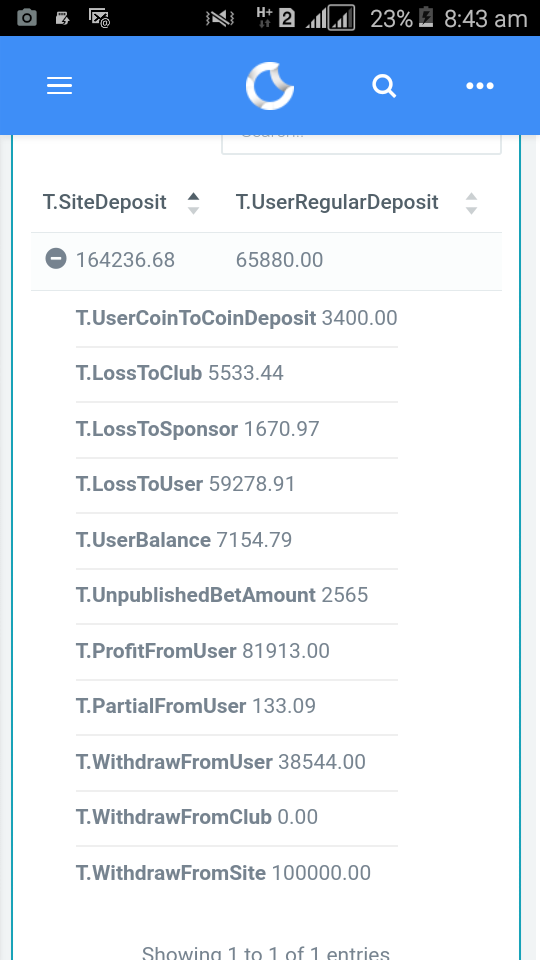 H+ 2 23% 8:43 am
T.SiteDeposit T.UserRegularDeposit
164236.68 65880.00
T.UserCoinToCoinDeposit 3400.00
T.LossToClub 5533.44
T.LossToSponsor 1670.97
T.LossToUser 59278.91
T.UserBalance 7154.79
T.UnpublishedBetAmount 2565
T.ProfitFromUser 81913.00
T.PartialFromUser 133.09
T.WithdrawFromUser 38544.00
T.WithdrawFromClub 0.00
T.WithdrawFromSite 100000.00
Showing 1 to 1 of 1 entries